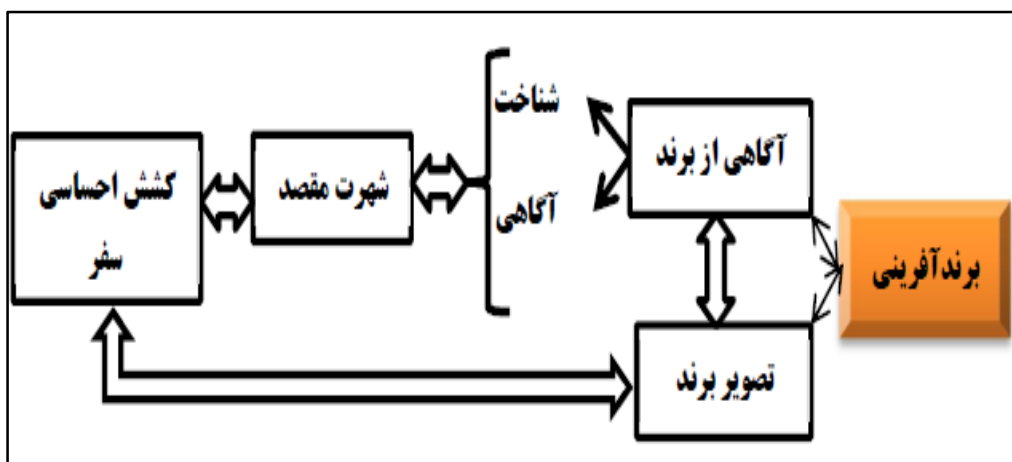 شناخت
آگاهی از برند
کشش احساسی
سفر
شهرت مقصد
آگاهی
برندآفرینی
تصویر برند